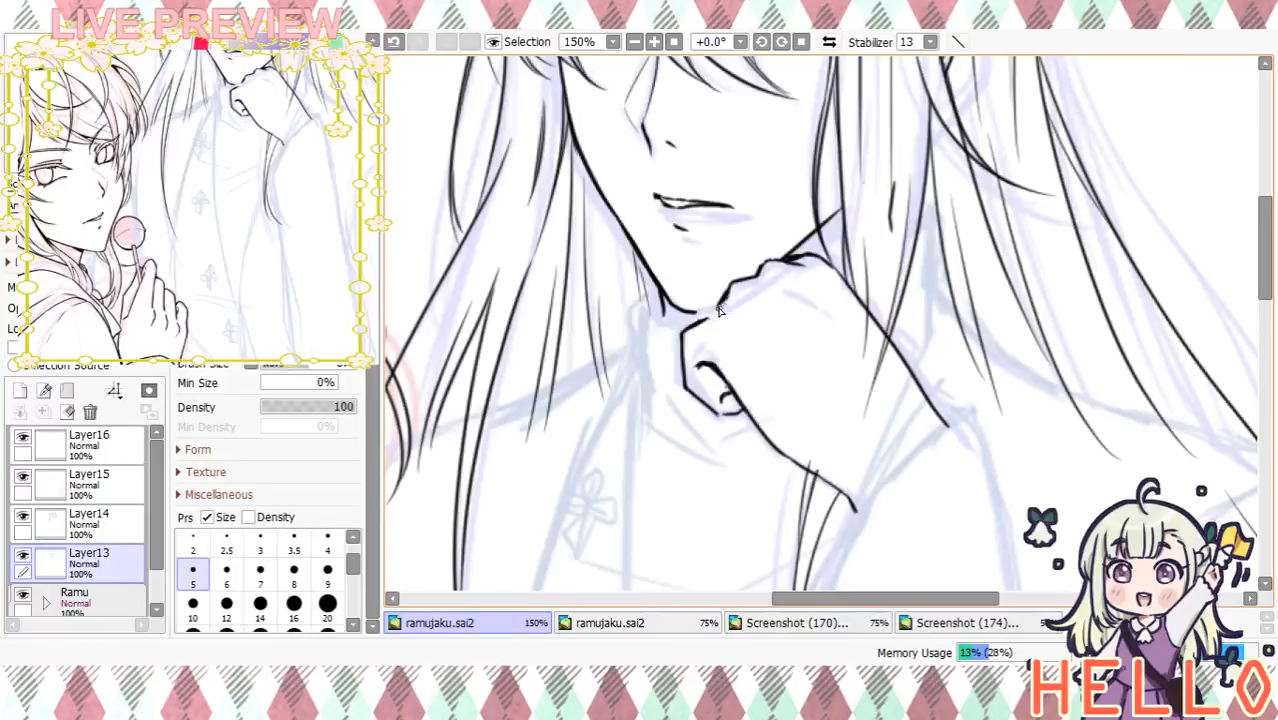 LIVE PREVIEW
Selection 150% +0.0° Stabilizer 13
Min Size 0%
Density 100
Min Density 0%
Form
Texture
Miscellaneous
Prs Size Density
2 2.5 3 3.5 4
5 6 7 8 9
10 12 14 16 20
Layer16
Normal
100%
Layer15
Normal
100%
Layer14
Normal
100%
Layer13
Normal
100%
Ramu
Normal
100%
ramujaku.sai2 150%
ramujaku.sai2 75%
Screenshot (170)... 75%
Screenshot (174)...
Memory Usage 13% (28%)
HELLO